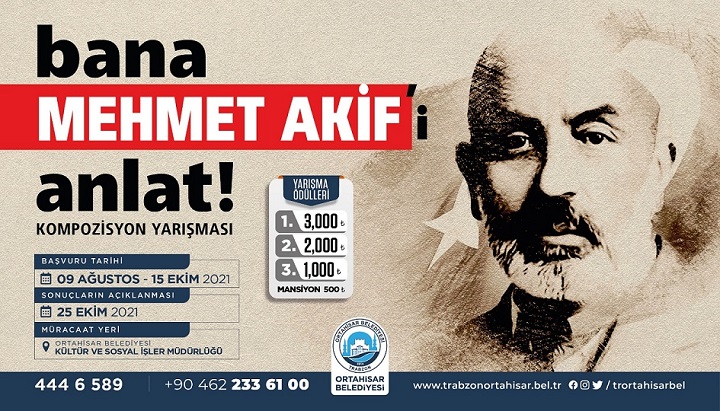 bana
MEHMET AKİF'i
anlat!
KOMPOZİSYON YARIŞMASI
YARIŞMA
ÖDÜLLERİ
1. 3,000 ₺
2. 2,000 ₺
3. 1,000 ₺
MANSİYON 500 ₺
BAŞVURU TARİHİ
09 AĞUSTOS - 15 EKİM 2021
SONUÇLARIN AÇIKLANMASI
25 EKİM 2021
MÜRACAAT YERİ
ORTAHİSAR BELEDİYESİ
KÜLTÜR VE SOSYAL İŞLER MÜDÜRLÜĞÜ
444 6 589
+90 462 233 61 00
ORTAHİSAR BELEDİYESİ
TRABZON
ORTAHİSAR
BELEDİYESİ
www.trabzonortahisar.bel.tr
/ trortahisarbel